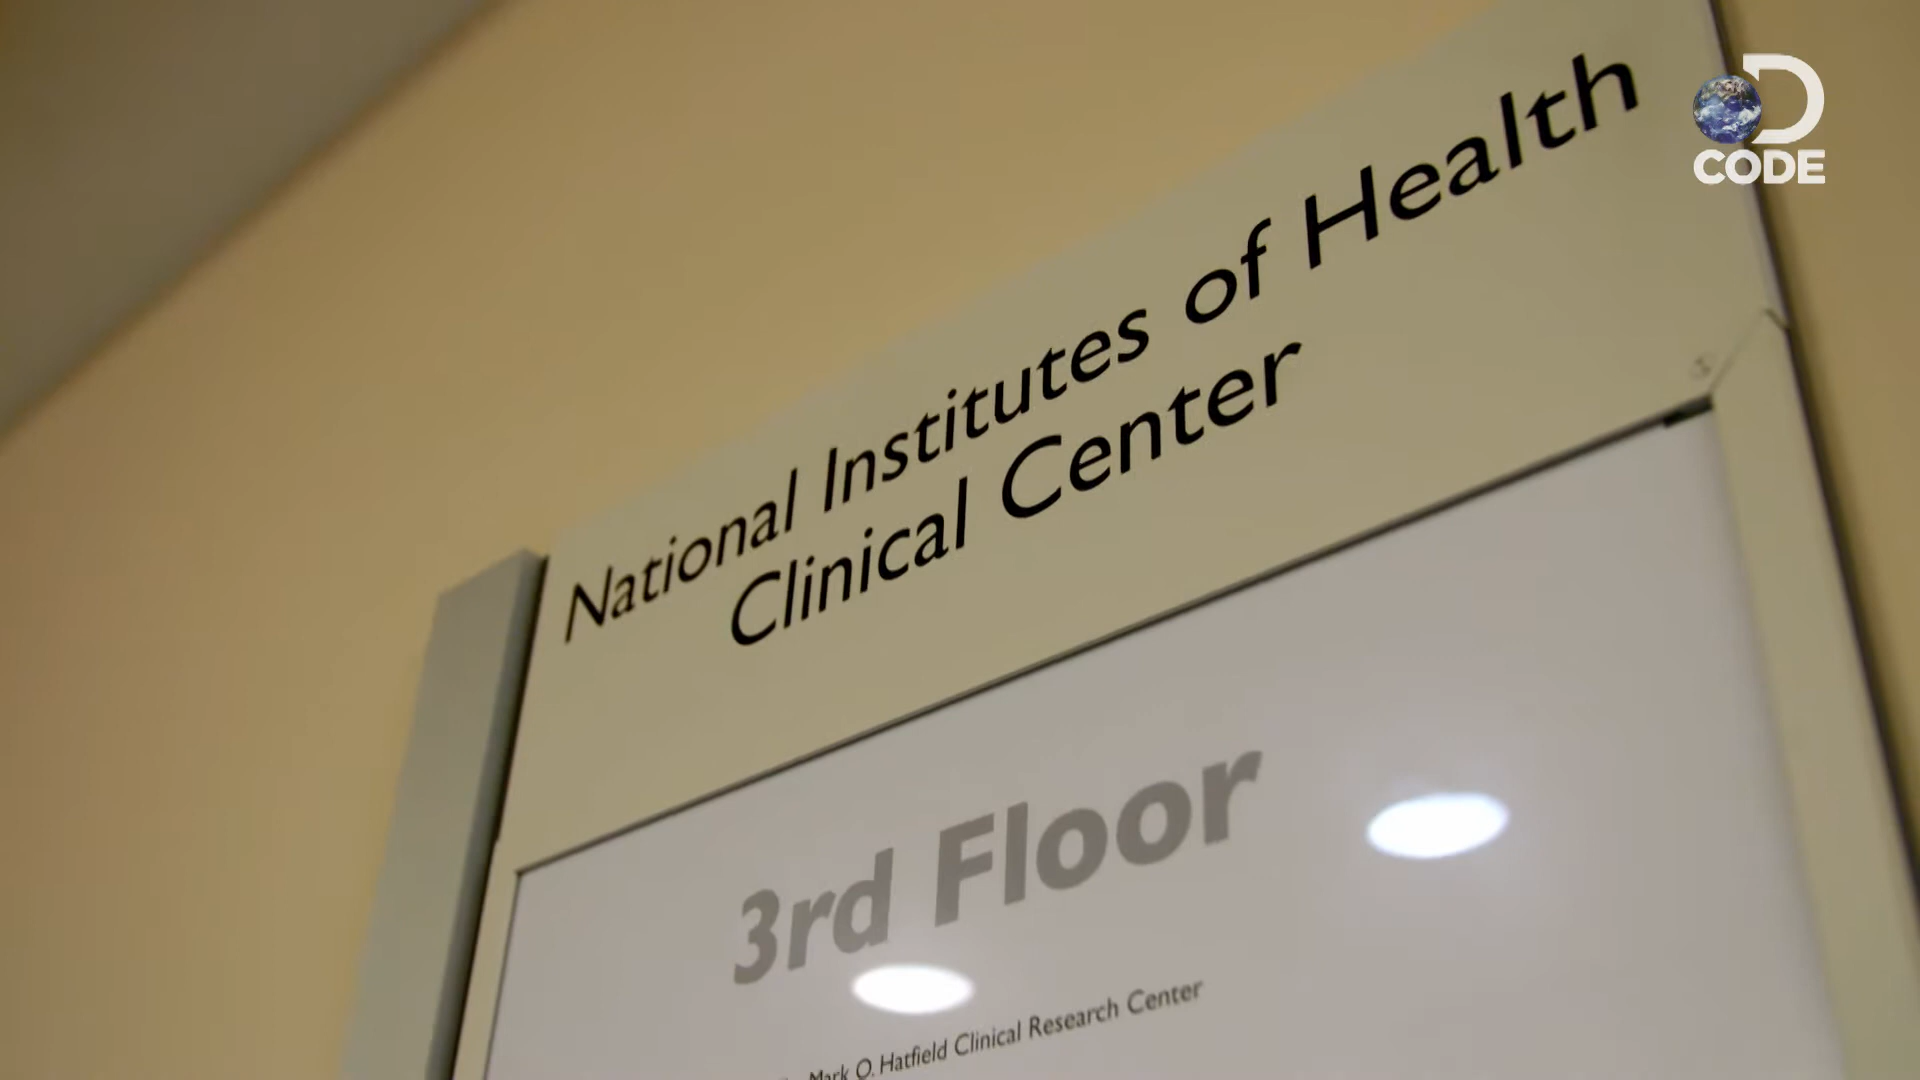 National Institutes of Health
Clinical Center
3rd Floor
Mark O. Hatfield Clinical Research Center
D
CODE